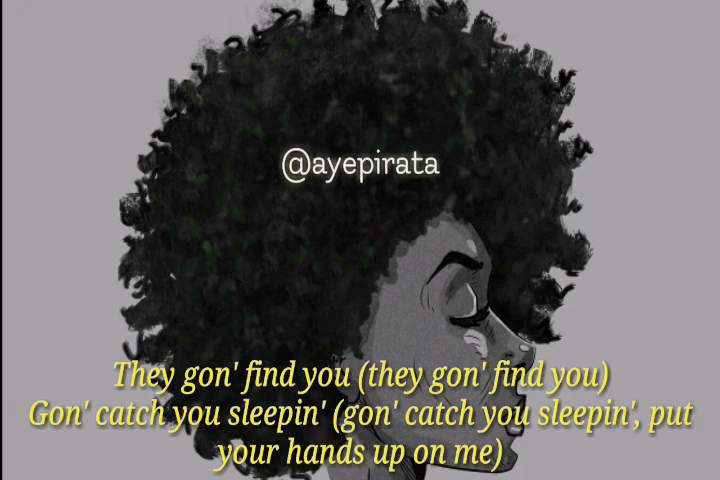 @ayepirata
They gon' find you (they gon' find you)
Gon' catch you sleepin' (gon' catch you sleepin', put
your hands up on me)